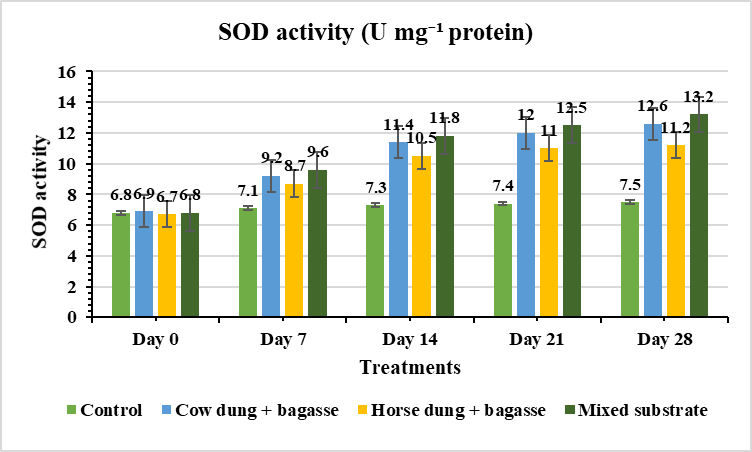 SOD activity (U mg⁻¹ protein)
16
14
12
10
8
6
4
2
0
SOD activity
6.8 6.9 6.7 6.8
7.1 9.2 8.7 9.6
7.3 11.4 10.5 11.8
7.4 12 11 12.5
7.5 12.6 11.2 13.2
Day 0 Day 7 Day 14 Day 21 Day 28
Treatments
Control Cow dung + bagasse Horse dung + bagasse Mixed substrate